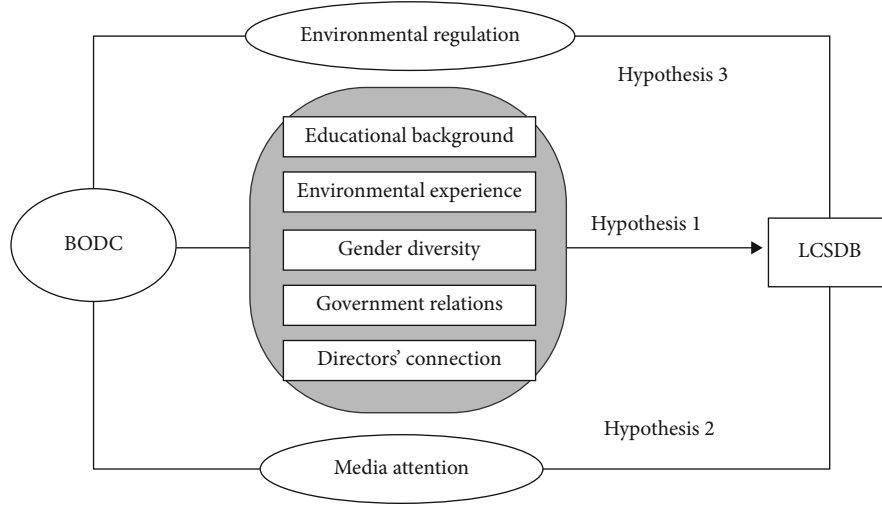 Environmental regulation
Hypothesis 3
Educational background
Environmental experience
Hypothesis 1
BODC
Gender diversity
LCSDB
Government relations
Directors’ connection
Hypothesis 2
Media attention